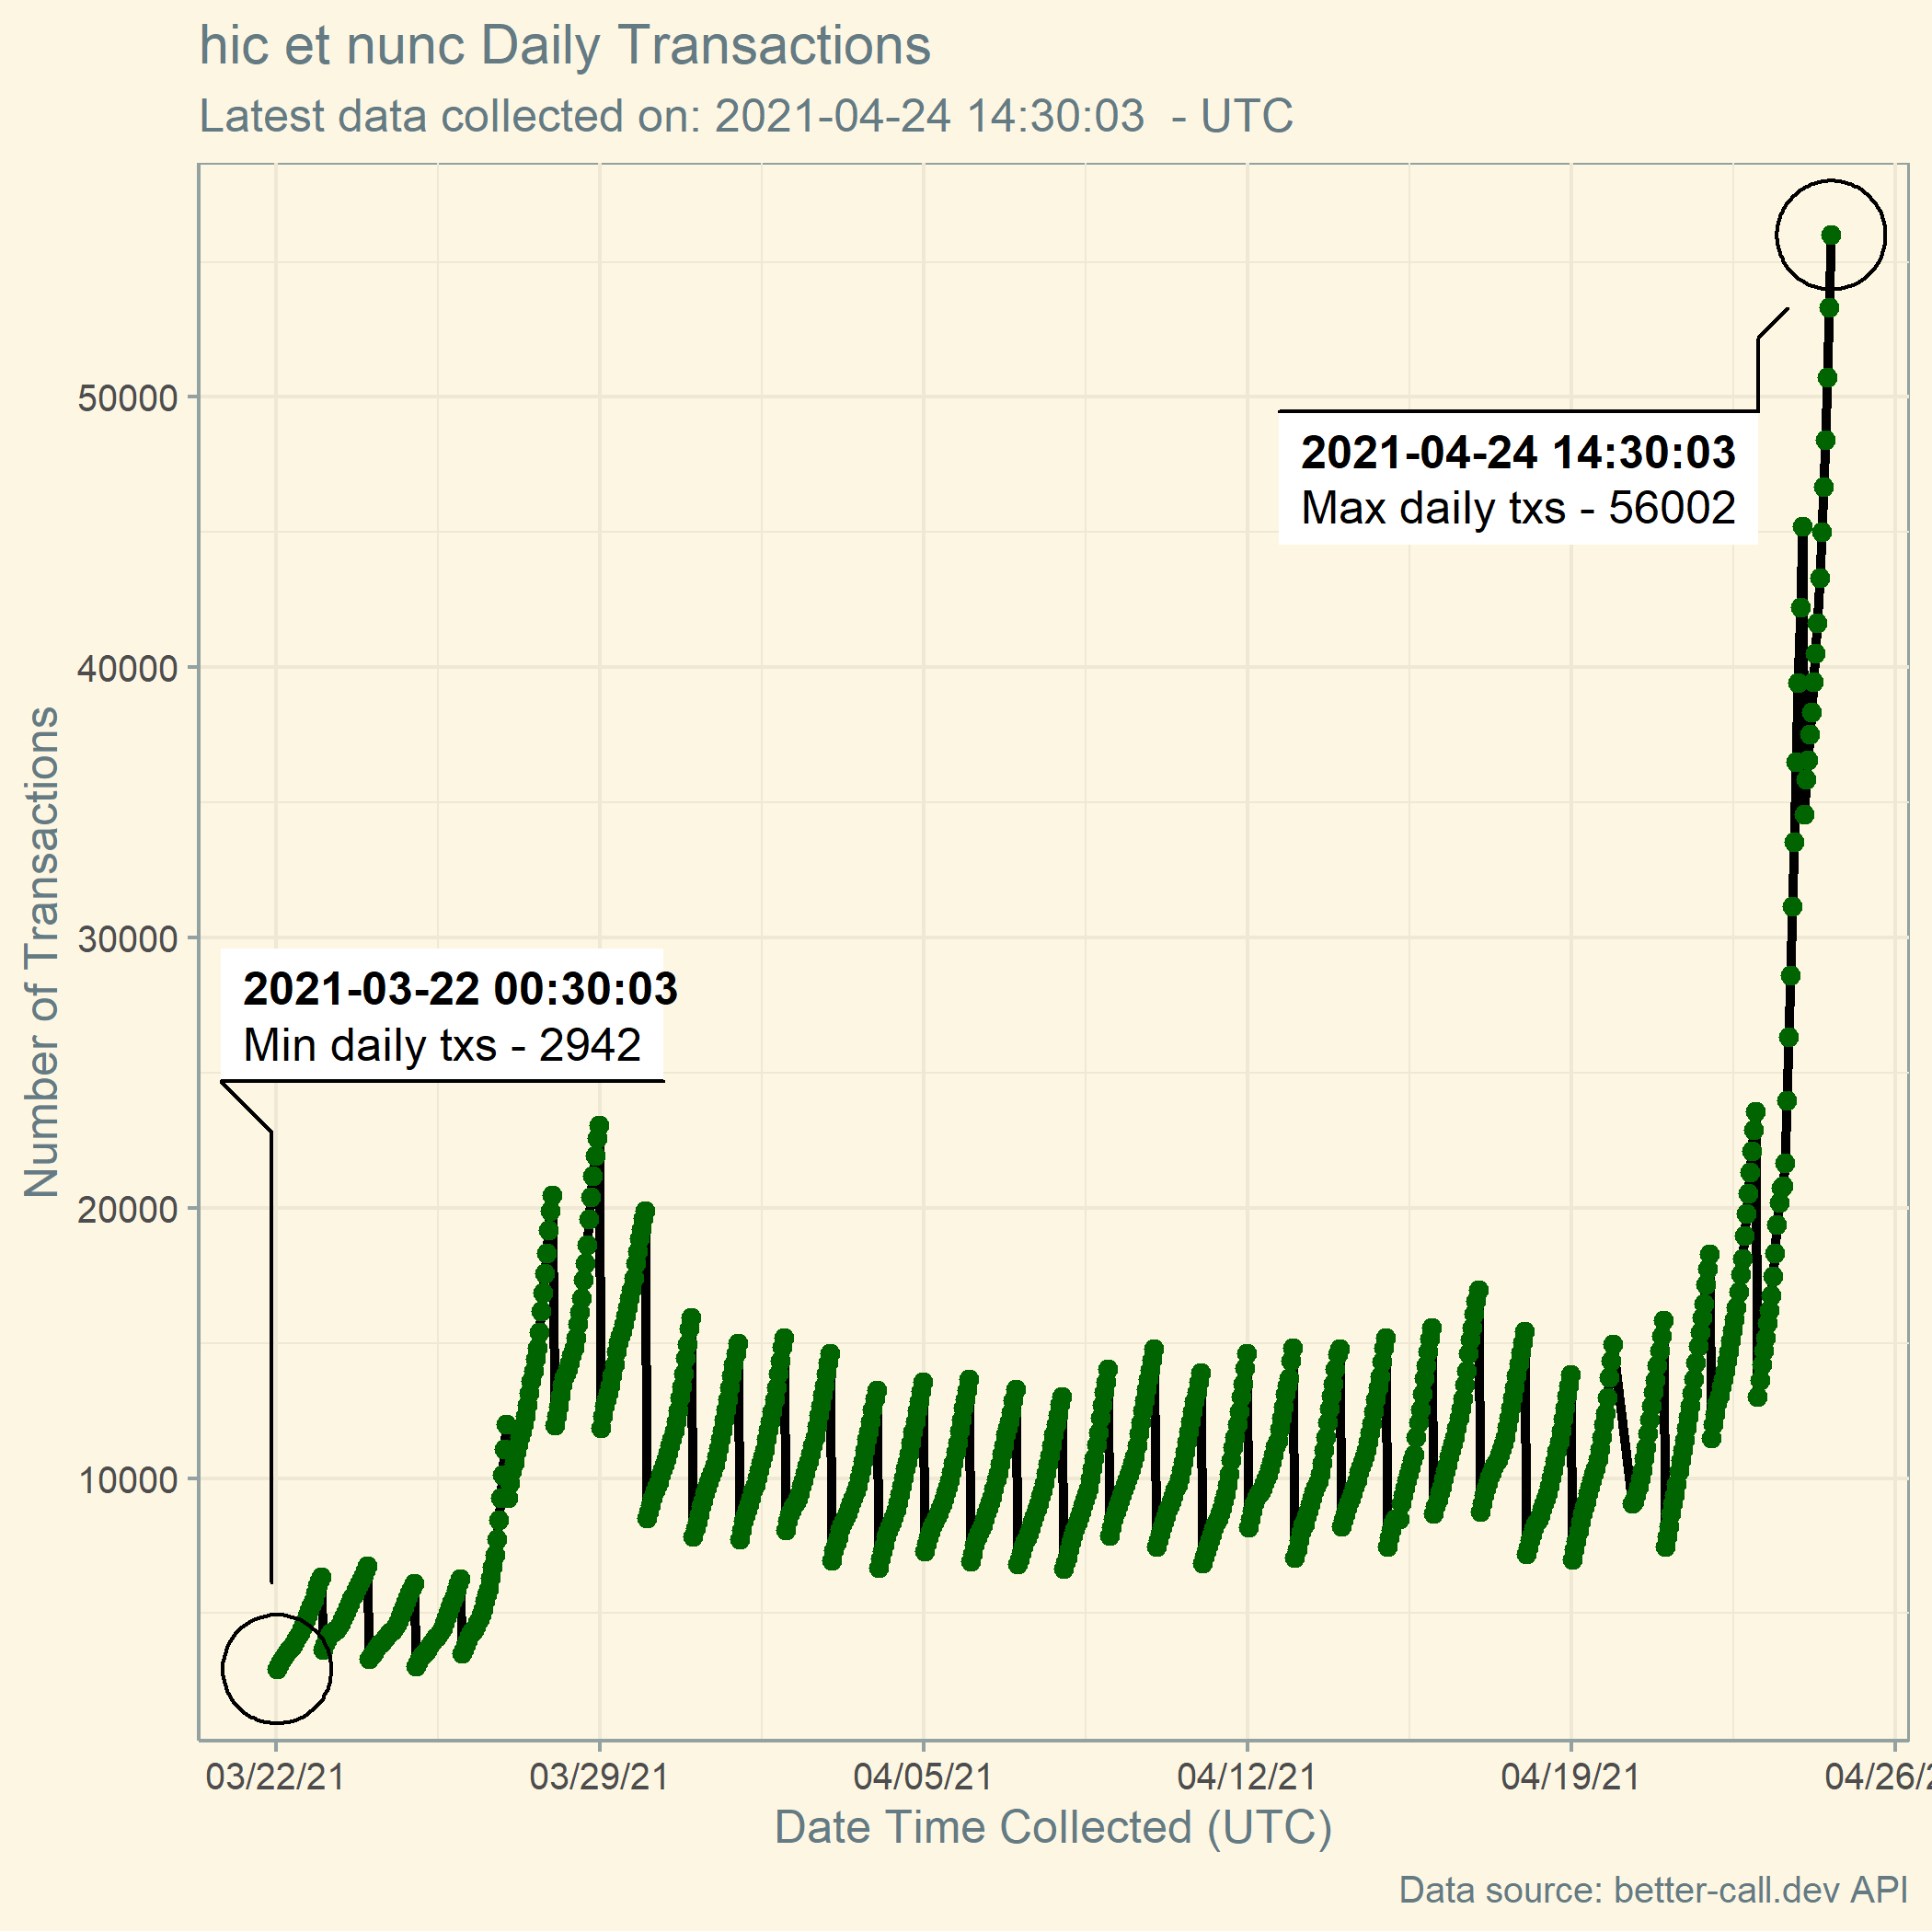 hic et nunc Daily Transactions
Latest data collected on: 2021-04-24 14:30:03 - UTC
Number of Transactions
50000
40000
30000
20000
10000
2021-04-24 14:30:03
Max daily txs - 56002
2021-03-22 00:30:03
Min daily txs - 2942
03/22/21
03/29/21
04/05/21
04/12/21
04/19/21
04/26/2
Date Time Collected (UTC)
Data source: better-call.dev API